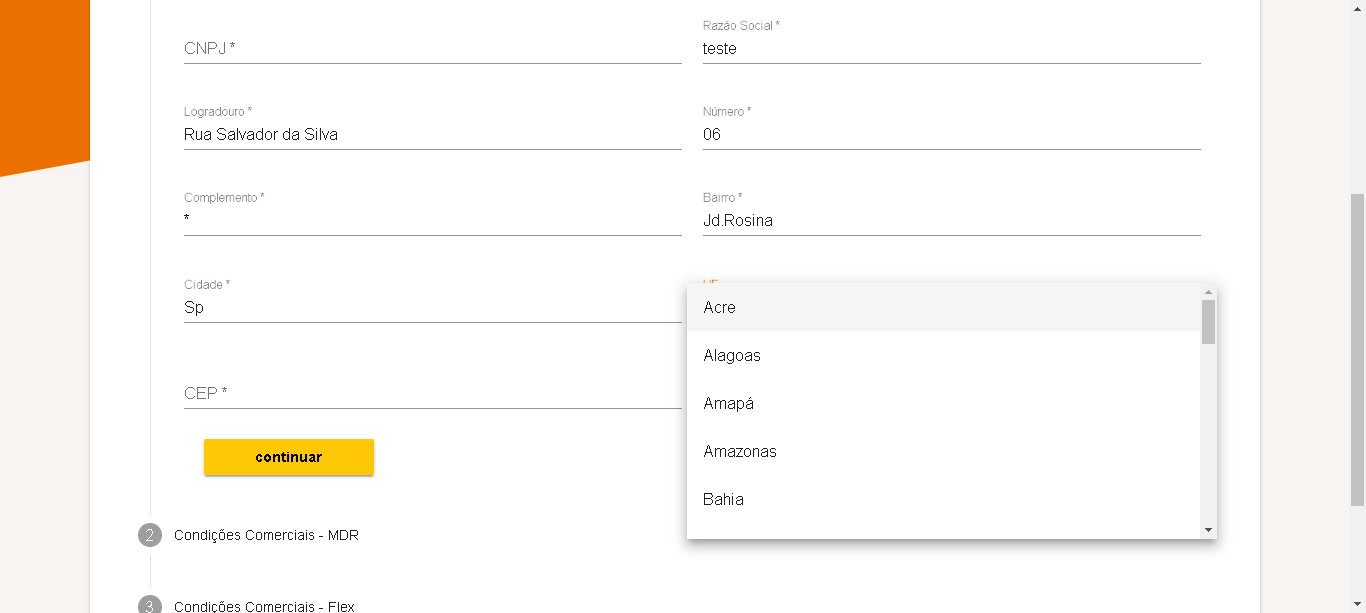 CNPJ *
Razão Social *
teste
Logradouro *
Rua Salvador da Silva
Número *
06
Complemento *
*
Bairro *
Jd.Rosina
Cidade *
Sp
UF
Acre
Alagoas
Amapá
Amazonas
Bahia
CEP *
continuar
2 Condições Comerciais - MDR
3 Condições Comerciais - Flex